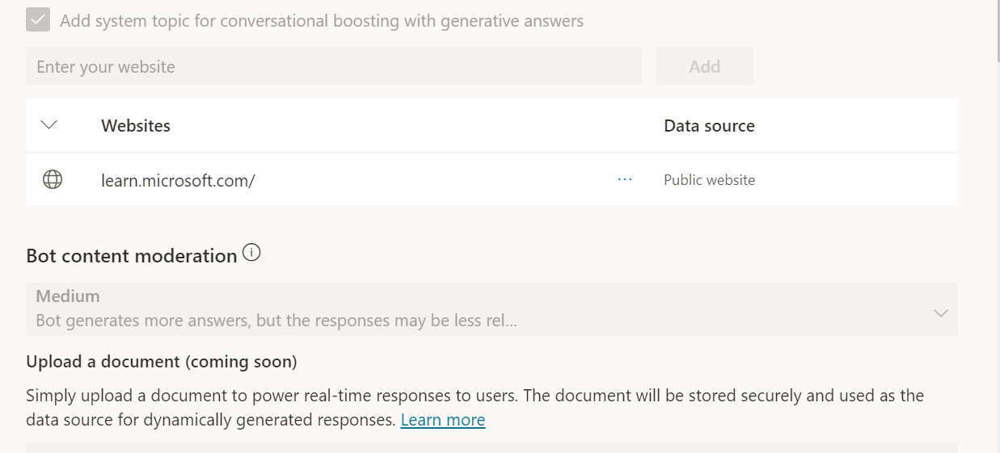 Add system topic for conversational boosting with generative answers
Enter your website
Add
Websites
Data source
learn.microsoft.com/
...
Public website
Bot content moderation
Medium
Bot generates more answers, but the responses may be less rel...
Upload a document (coming soon)
Simply upload a document to power real-time responses to users. The document will be stored securely and used as the
data source for dynamically generated responses. Learn more